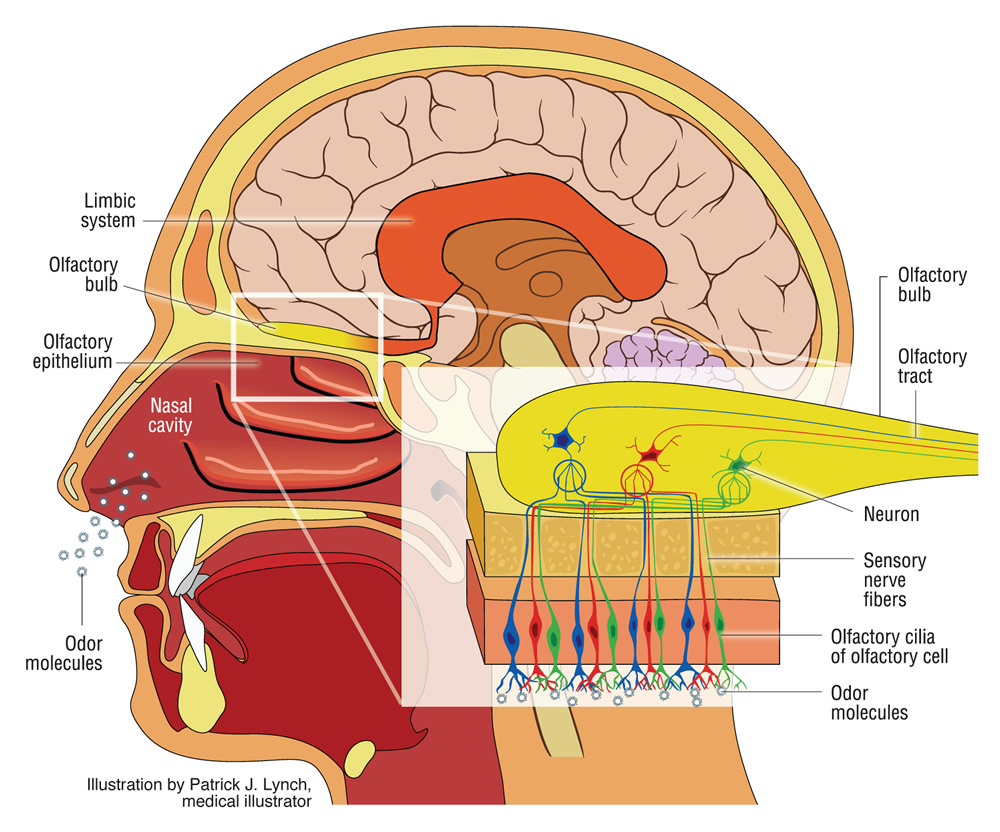 Limbic
system
Olfactory
bulb
Olfactory
epithelium
Nasal
cavity
Odor
molecules
Olfactory
bulb
Olfactory
tract
Neuron
Sensory
nerve
fibers
Olfactory cilia
of olfactory cell
Odor
molecules
Illustration by Patrick J. Lynch,
medical illustrator